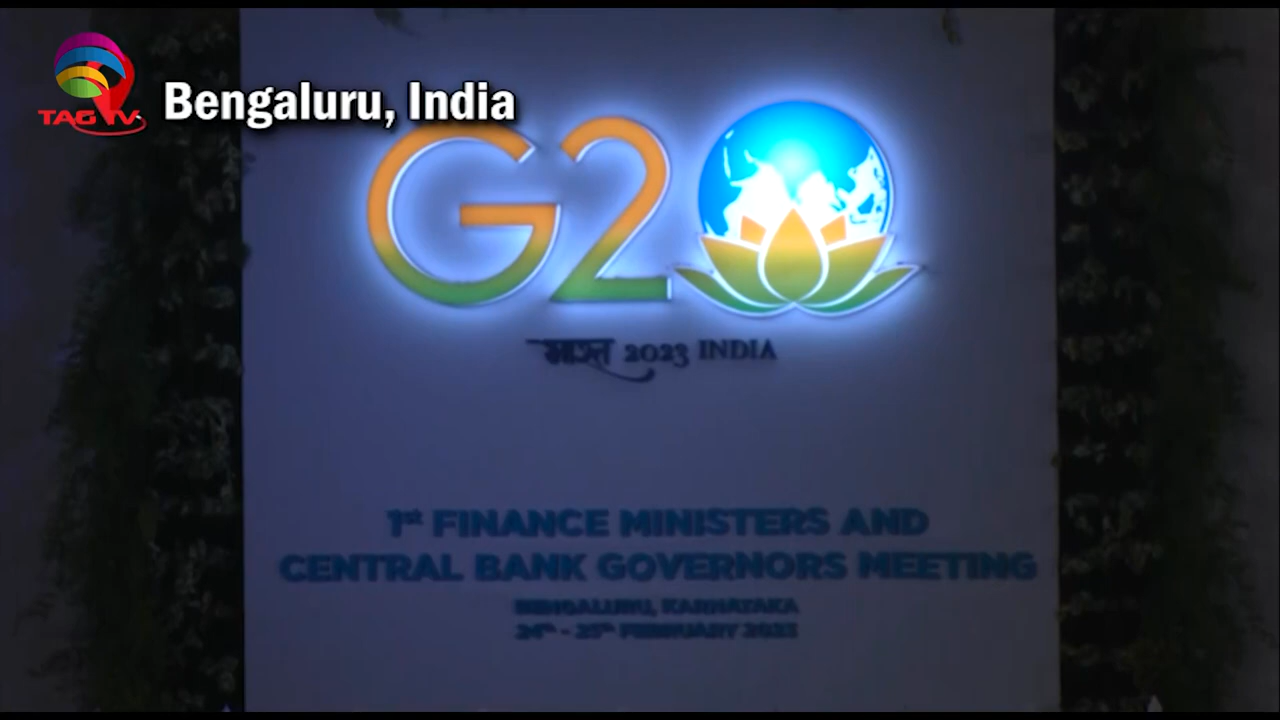 TAG TV
Bengaluru, India
G20
भारत 2023 INDIA
1st FINANCE MINISTERS AND
CENTRAL BANK GOVERNORS MEETING
BENGALURU, KARNATAKA
24th - 25th FEBRUARY 2023